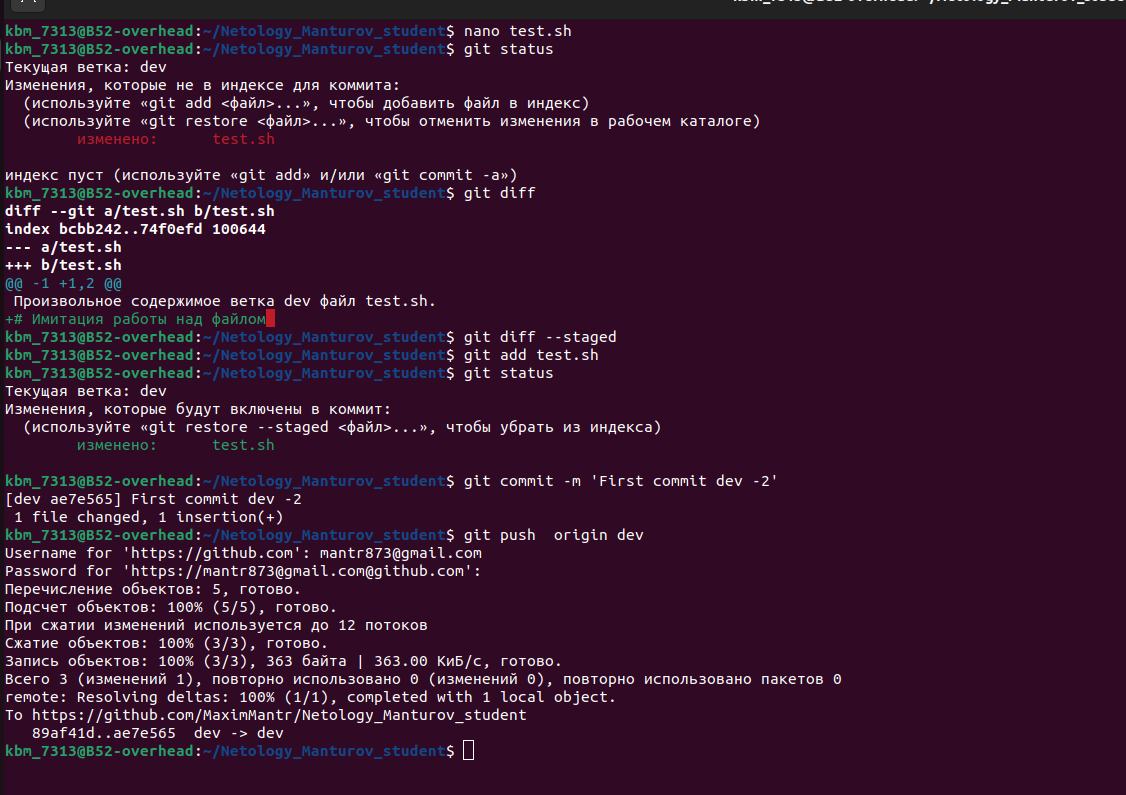 kbm_7313@B52-overhead:~/Netology_Manturov_student$ nano test.sh
kbm_7313@B52-overhead:~/Netology_Manturov_student$ git status
Текущая ветка: dev
Изменения, которые не в индексе для коммита:
  (используйте «git add <файл>...», чтобы добавить файл в индекс)
  (используйте «git restore <файл>...», чтобы отменить изменения в рабочем каталоге)
        изменено:      test.sh

индекс пуст (используйте «git add» и/или «git commit -a»)
kbm_7313@B52-overhead:~/Netology_Manturov_student$ git diff
diff --git a/test.sh b/test.sh
index bcbb242..74f0efd 100644
--- a/test.sh
+++ b/test.sh
@@ -1 +1,2 @@
 Произвольное содержимое ветка dev файл test.sh.
+# Имитация работы над файлом
kbm_7313@B52-overhead:~/Netology_Manturov_student$ git diff --staged
kbm_7313@B52-overhead:~/Netology_Manturov_student$ git add test.sh
kbm_7313@B52-overhead:~/Netology_Manturov_student$ git status
Текущая ветка: dev
Изменения, которые будут включены в коммит:
  (используйте «git restore --staged <файл>...», чтобы убрать из индекса)
        изменено:      test.sh

kbm_7313@B52-overhead:~/Netology_Manturov_student$ git commit -m 'First commit dev -2'
[dev ae7e565] First commit dev -2
 1 file changed, 1 insertion(+)
kbm_7313@B52-overhead:~/Netology_Manturov_student$ git push  origin dev
Username for 'https://github.com': mantr873@gmail.com
Password for 'https://mantr873@gmail.com@github.com':
Перечисление объектов: 5, готово.
Подсчет объектов: 100% (5/5), готово.
При сжатии изменений используется до 12 потоков
Сжатие объектов: 100% (3/3), готово.
Запись объектов: 100% (3/3), 363 байта | 363.00 КиБ/с, готово.
Всего 3 (изменений 1), повторно использовано 0 (изменений 0), повторно использовано пакетов 0
remote: Resolving deltas: 100% (1/1), completed with 1 local object.
To https://github.com/MaximMantr/Netology_Manturov_student
   89af41d..ae7e565  dev -> dev
kbm_7313@B52-overhead:~/Netology_Manturov_student$